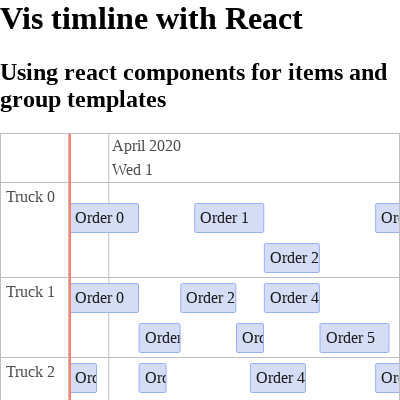 Vis timline with React
Using react components for items and
group templates
April 2020
Wed 1
Truck 0
Order 0 Order 1 Or
Order 2
Truck 1
Order 0 Order 2 Order 4
Order Or Order 5
Truck 2
Or Or Order 4 Or